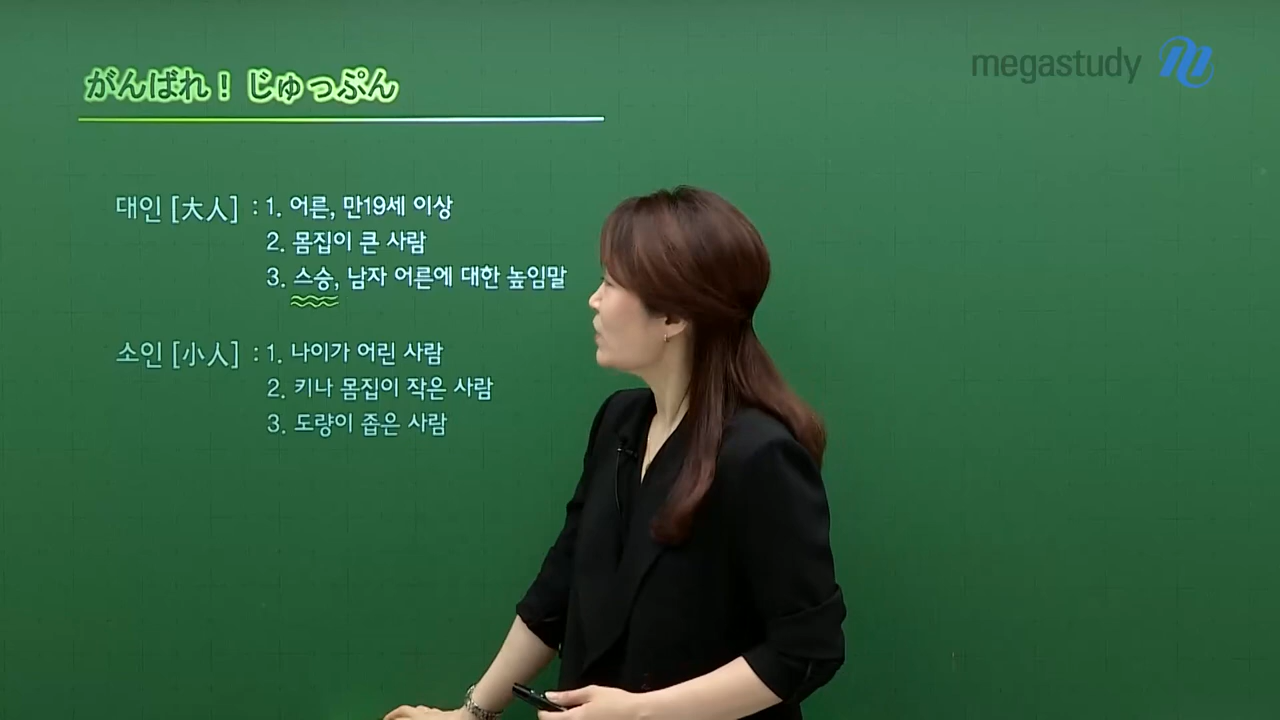 がんばれ! じゅっぷん
megastudy
대인 [大人] : 1. 어른, 만19세 이상
2. 몸집이 큰 사람
3. 스승, 남자 어른에 대한 높임말
소인 [小人] : 1. 나이가 어린 사람
2. 키나 몸집이 작은 사람
3. 도량이 좁은 사람